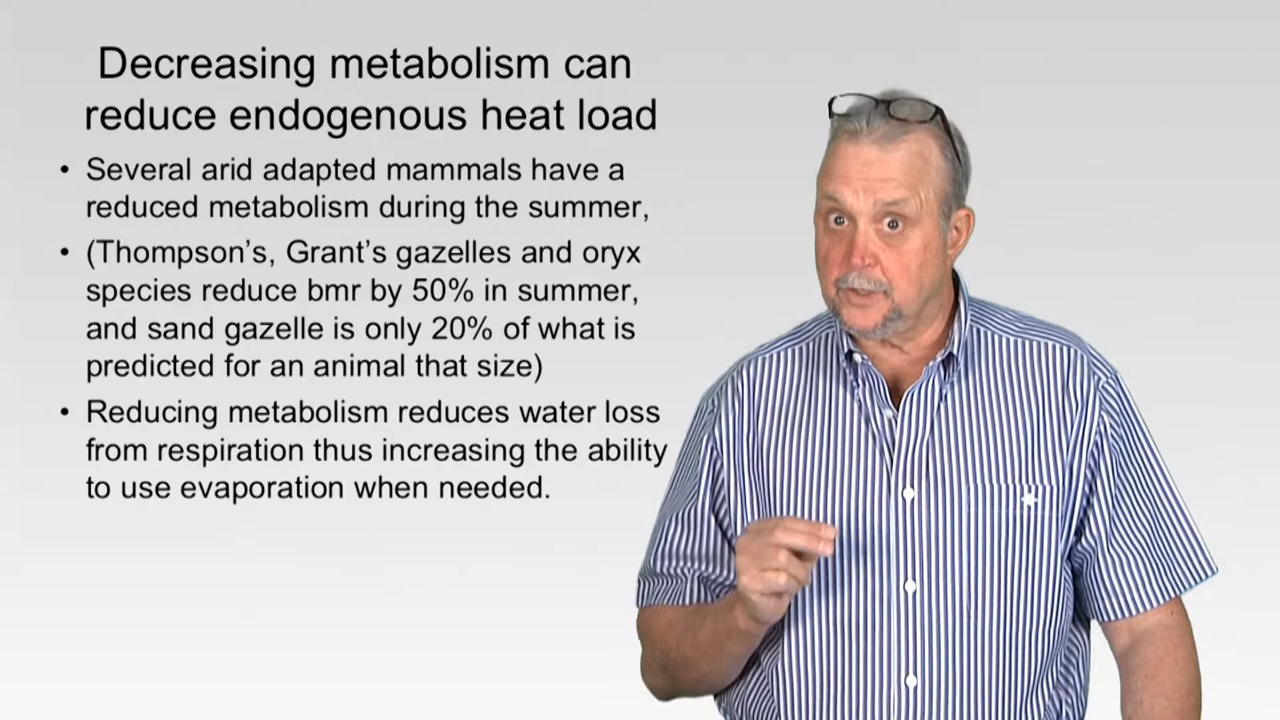 Decreasing metabolism can
reduce endogenous heat load
• Several arid adapted mammals have a
reduced metabolism during the summer,
• (Thompson's, Grant's gazelles and oryx
species reduce bmr by 50% in summer,
and sand gazelle is only 20% of what is
predicted for an animal that size)
• Reducing metabolism reduces water loss
from respiration thus increasing the ability
to use evaporation when needed.